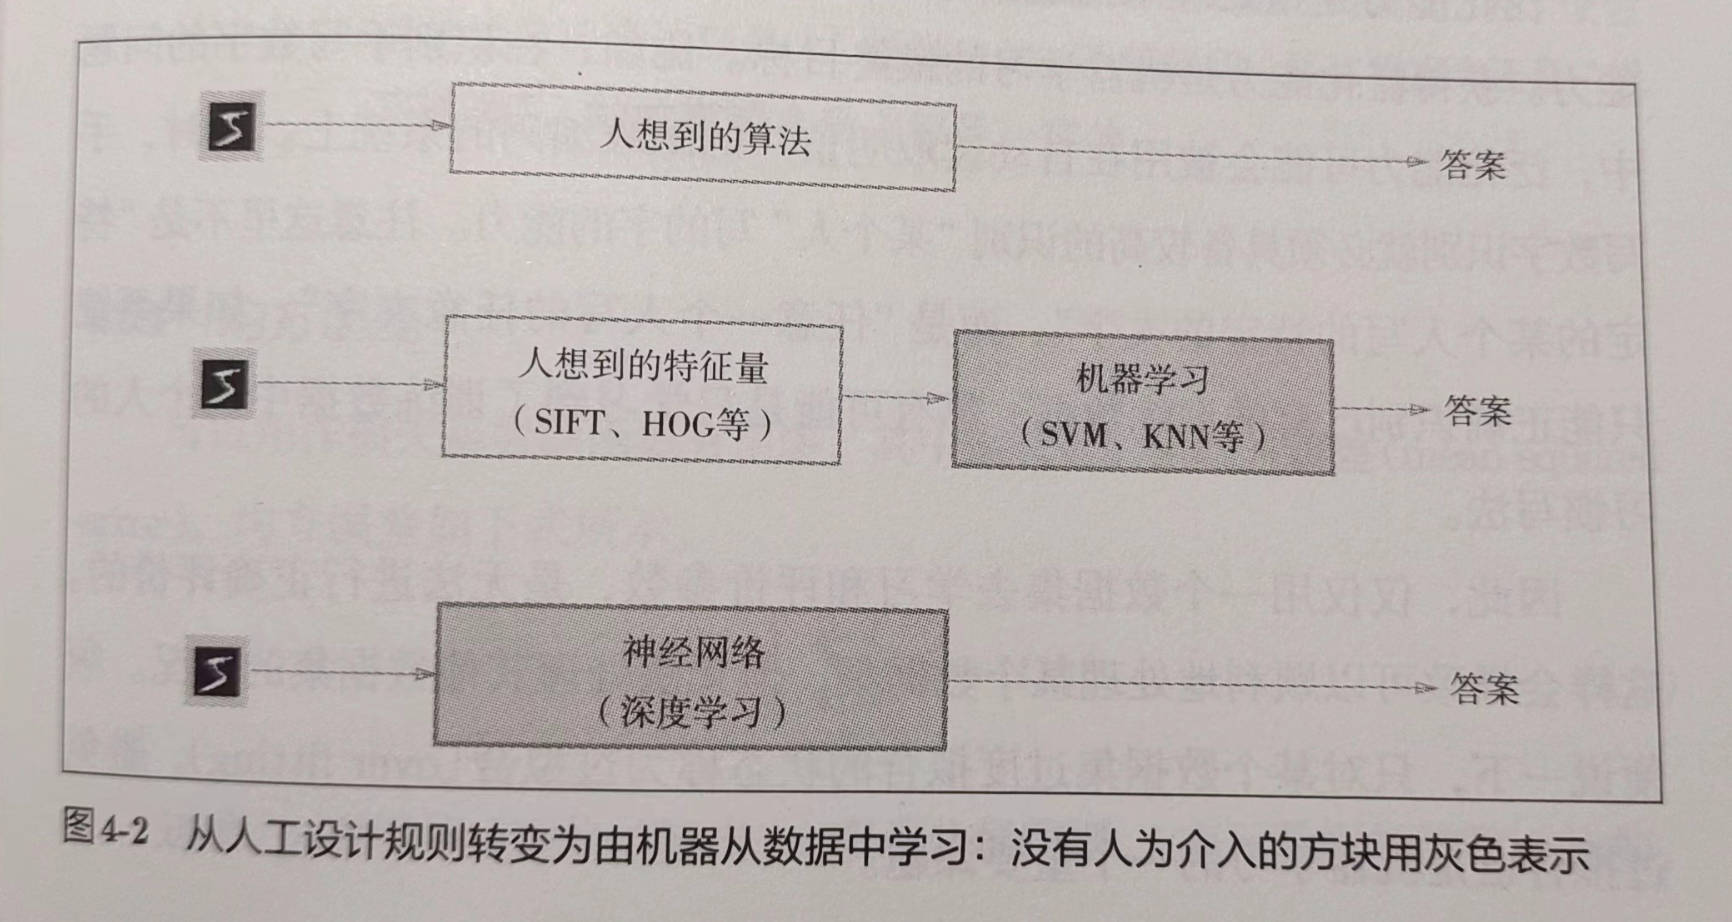 人想到的算法
答案
人想到的特征量
(SIFT、HOG等)
机器学习
(SVM、KNN等)
答案
神经网络
(深度学习)
答案
图4-2 从人工设计规则转变为由机器从数据中学习：没有人为介入的方块用灰色表示